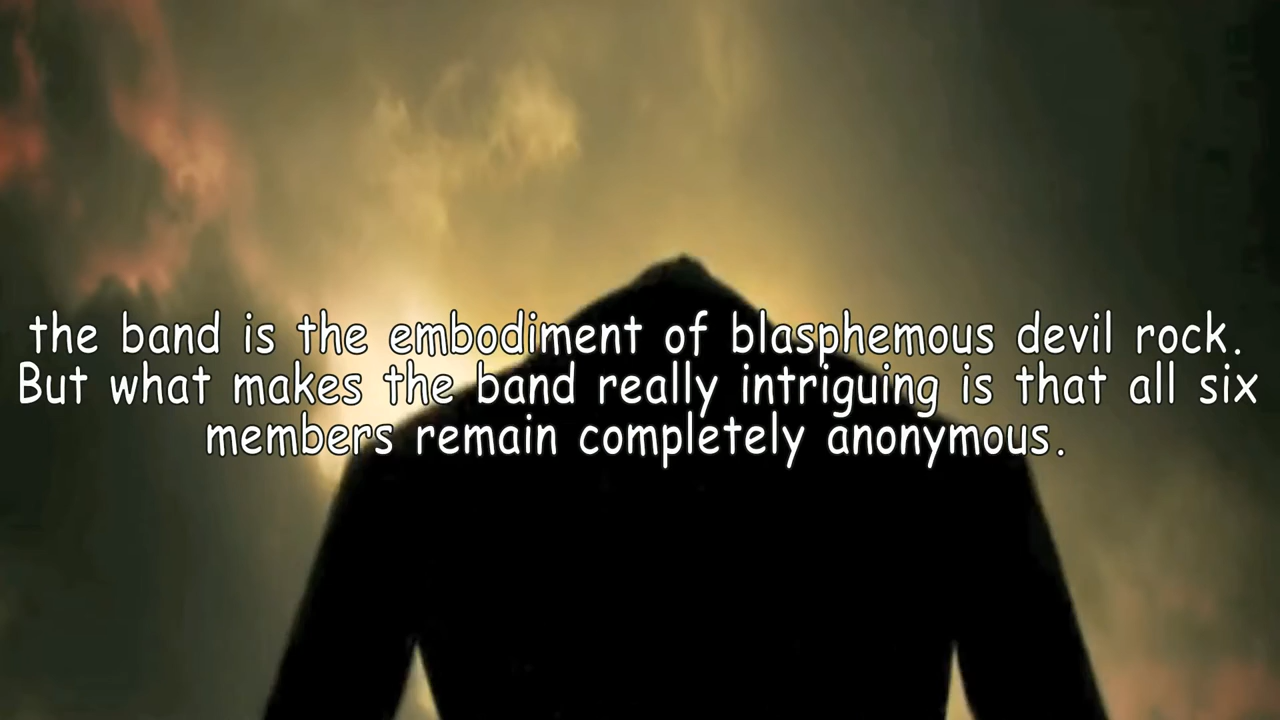 the band is the embodiment of blasphemous devil rock.
But what makes the band really intriguing is that all six
members remain completely anonymous.